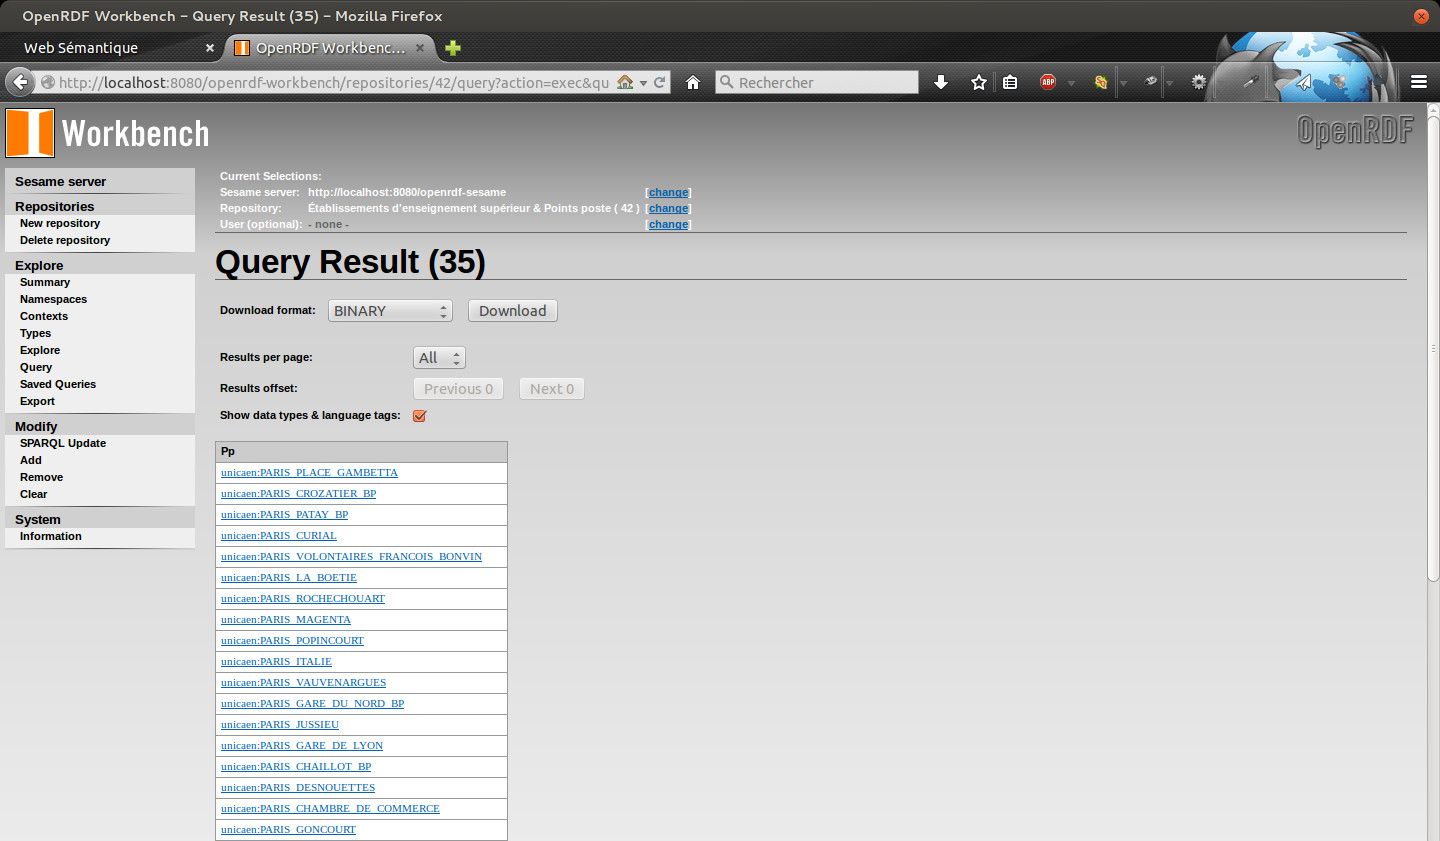 OpenRDF Workbench - Query Result (35) - Mozilla Firefox
Web Sémantique
OpenRDF Workbenc...
http://localhost:8080/openrdf-workbench/repositories/42/query?action=exec&qu
Rechercher
ABP
Workbench
OpenRDF
Sesame server
Repositories
New repository
Delete repository
Explore
Summary
Namespaces
Contexts
Types
Explore
Query
Saved Queries
Export
Modify
SPARQL Update
Add
Remove
Clear
System
Information
Current Selections:
Sesame server: http://localhost:8080/openrdf-sesame [change]
Repository: Établissements d'enseignement supérieur & Points poste ( 42 ) [change]
User (optional): - none - [change]
Query Result (35)
Download format: BINARY Download
Results per page: All
Results offset: Previous 0 Next 0
Show data types & language tags:
Pp
unicaen:PARIS_PLACE_GAMBETTA
unicaen:PARIS_CROZATIER_BP
unicaen:PARIS_PATAY_BP
unicaen:PARIS_CURIAL
unicaen:PARIS_VOLONTAIRES_FRANCOIS_BONVIN
unicaen:PARIS_LA_BOETIE
unicaen:PARIS_ROCHECHOUART
unicaen:PARIS_MAGENTA
unicaen:PARIS_POPINCOURT
unicaen:PARIS_ITALIE
unicaen:PARIS_VAUVENARGUES
unicaen:PARIS_GARE_DU_NORD_BP
unicaen:PARIS_JUSSIEU
unicaen:PARIS_GARE_DE_LYON
unicaen:PARIS_CHAILLOT_BP
unicaen:PARIS_DESNOUETTES
unicaen:PARIS_CHAMBRE_DE_COMMERCE
unicaen:PARIS_GONCOURT